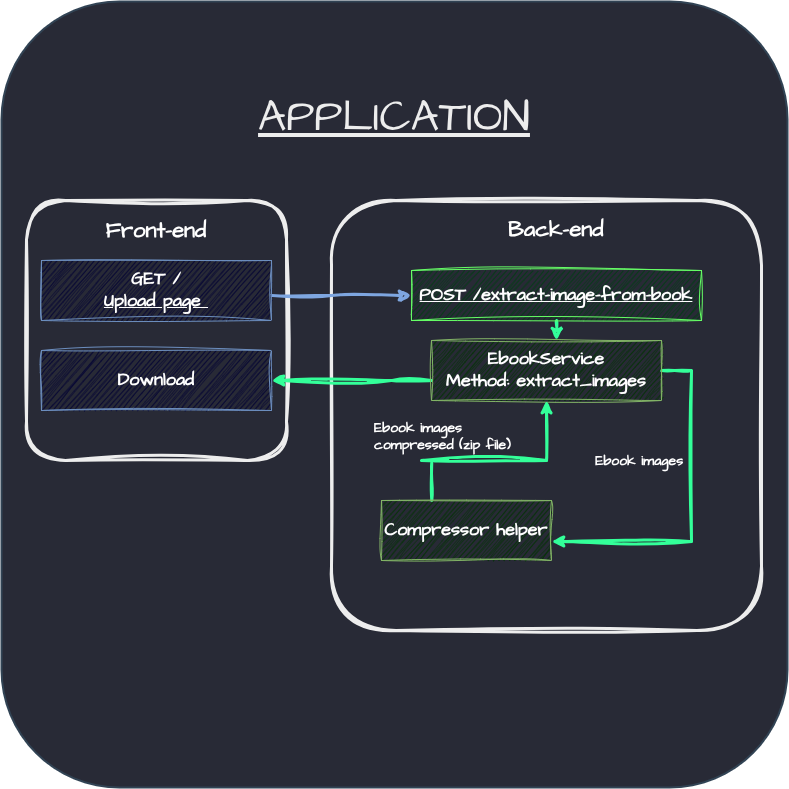 APPLICATION
Front-end
GET /
Upload page
Download
Back-end
POST /extract-image-from-book
EbookService
Method: extract_images
Ebook images
compressed (zip file)
Ebook images
Compressor helper